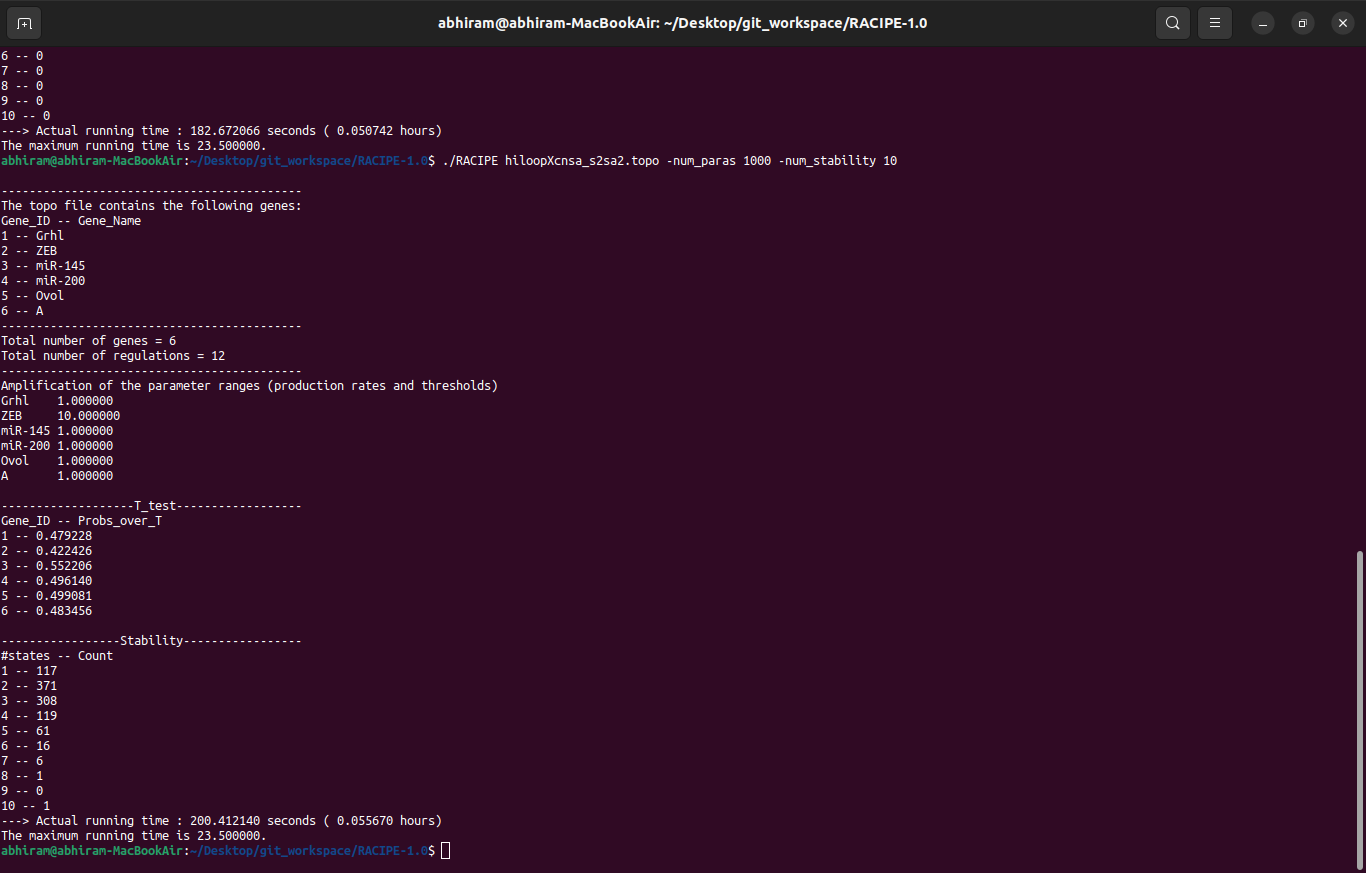 abhiram@abhiram-MacBookAir: ~/Desktop/git_workspace/RACIPE-1.0
6 -- 0
7 -- 0
8 -- 0
9 -- 0
10 -- 0
---> Actual running time : 182.672066 seconds ( 0.050742 hours)
The maximum running time is 23.500000.
abhiram@abhiram-MacBookAir:~/Desktop/git_workspace/RACIPE-1.0$ ./RACIPE hiloopXcnsa_s2sa2.topo -num_paras 1000 -num_stability 10
-------------------------------------------
The topo file contains the following genes:
Gene_ID -- Gene_Name
1 -- Grhl
2 -- ZEB
3 -- miR-145
4 -- miR-200
5 -- Ovol
6 -- A
-------------------------------------------
Total number of genes = 6
Total number of regulations = 12
-------------------------------------------
Amplification of the parameter ranges (production rates and thresholds)
Grhl    1.000000
ZEB     10.000000
miR-145 1.000000
miR-200 1.000000
Ovol    1.000000
A       1.000000
-------------------T_test------------------
Gene_ID -- Probs_over_T
1 -- 0.479228
2 -- 0.422426
3 -- 0.552206
4 -- 0.496140
5 -- 0.499081
6 -- 0.483456
-----------------Stability-----------------
#states -- Count
1 -- 117
2 -- 371
3 -- 308
4 -- 119
5 -- 61
6 -- 16
7 -- 6
8 -- 1
9 -- 0
10 -- 1
---> Actual running time : 200.412140 seconds ( 0.055670 hours)
The maximum running time is 23.500000.
abhiram@abhiram-MacBookAir:~/Desktop/git_workspace/RACIPE-1.0$